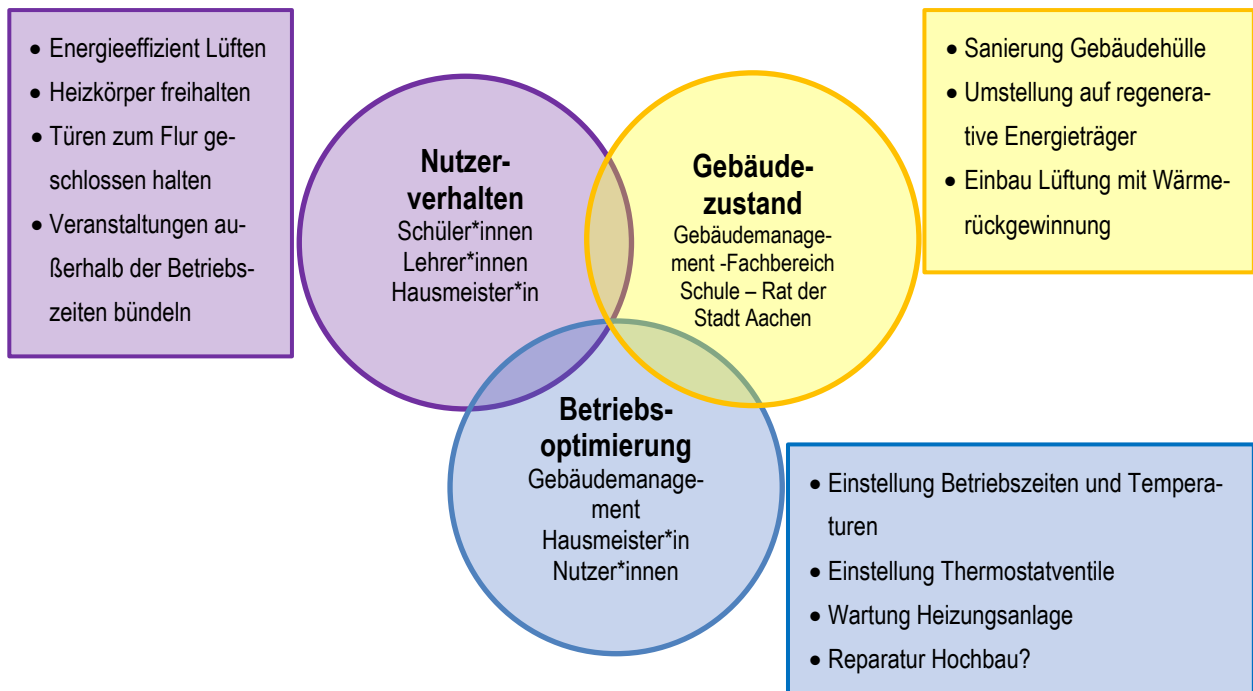 • Energieeffizient Lüften
• Heizkörper freihalten
• Türen zum Flur ge-
schlossen halten
• Veranstaltungen au-
ßerhalb der Betriebs-
zeiten bündeln
Nutzer-
verhalten
Schüler*innen
Lehrer*innen
Hausmeister*in
Gebäude-
zustand
Gebäudemanage-
ment -Fachbereich
Schule – Rat der
Stadt Aachen
• Sanierung Gebäudehülle
• Umstellung auf regenera-
tive Energieträger
• Einbau Lüftung mit Wärme-
rückgewinnung
Betriebs-
optimierung
Gebäudemanage-
ment
Hausmeister*in
Nutzer*innen
• Einstellung Betriebszeiten und Tempera-
turen
• Einstellung Thermostatventile
• Wartung Heizungsanlage
• Reparatur Hochbau?